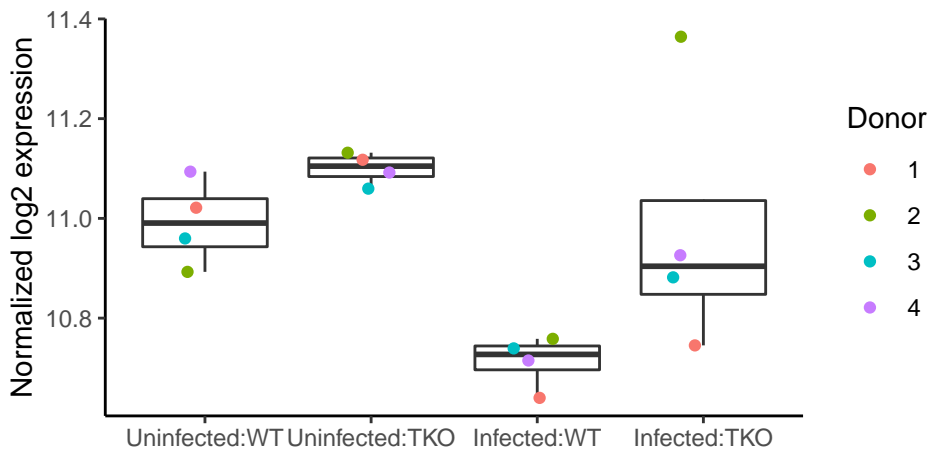 Normalized log2 expression
11.4
11.2
11.0
10.8
Uninfected:WT
Uninfected:TKO
Infected:WT
Infected:TKO
Donor
1
2
3
4